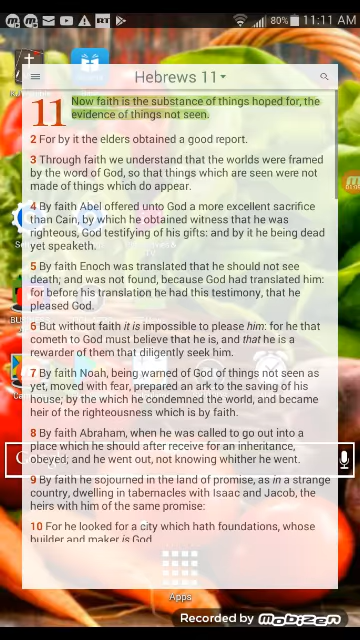 RT
80%
11:11 AM
Hebrews 11
11 Now faith is the substance of things hoped for, the
evidence of things not seen.
2 For by it the elders obtained a good report.
3 Through faith we understand that the worlds were framed
by the word of God, so that things which are seen were not
made of things which do appear.
4 By faith Abel offered unto God a more excellent sacrifice
than Cain, by which he obtained witness that he was
righteous, God testifying of his gifts: and by it he being dead
yet speaketh.
5 By faith Enoch was translated that he should not see
death; and was not found, because God had translated him:
for before his translation he had this testimony, that he
pleased God.
6 But without faith it is impossible to please him: for he that
cometh to God must believe that he is, and that he is a
rewarder of them that diligently seek him.
7 By faith Noah, being warned of God of things not seen as
yet, moved with fear, prepared an ark to the saving of his
house; by the which he condemned the world, and became
heir of the righteousness which is by faith.
8 By faith Abraham, when he was called to go out into a
place which he should after receive for an inheritance,
obeyed; and he went out, not knowing whither he went.
9 By faith he sojourned in the land of promise, as in a strange
country, dwelling in tabernacles with Isaac and Jacob, the
heirs with him of the same promise:
10 For he looked for a city which hath foundations, whose
builder and maker is God
Apps
Recorded by MOBIZEN